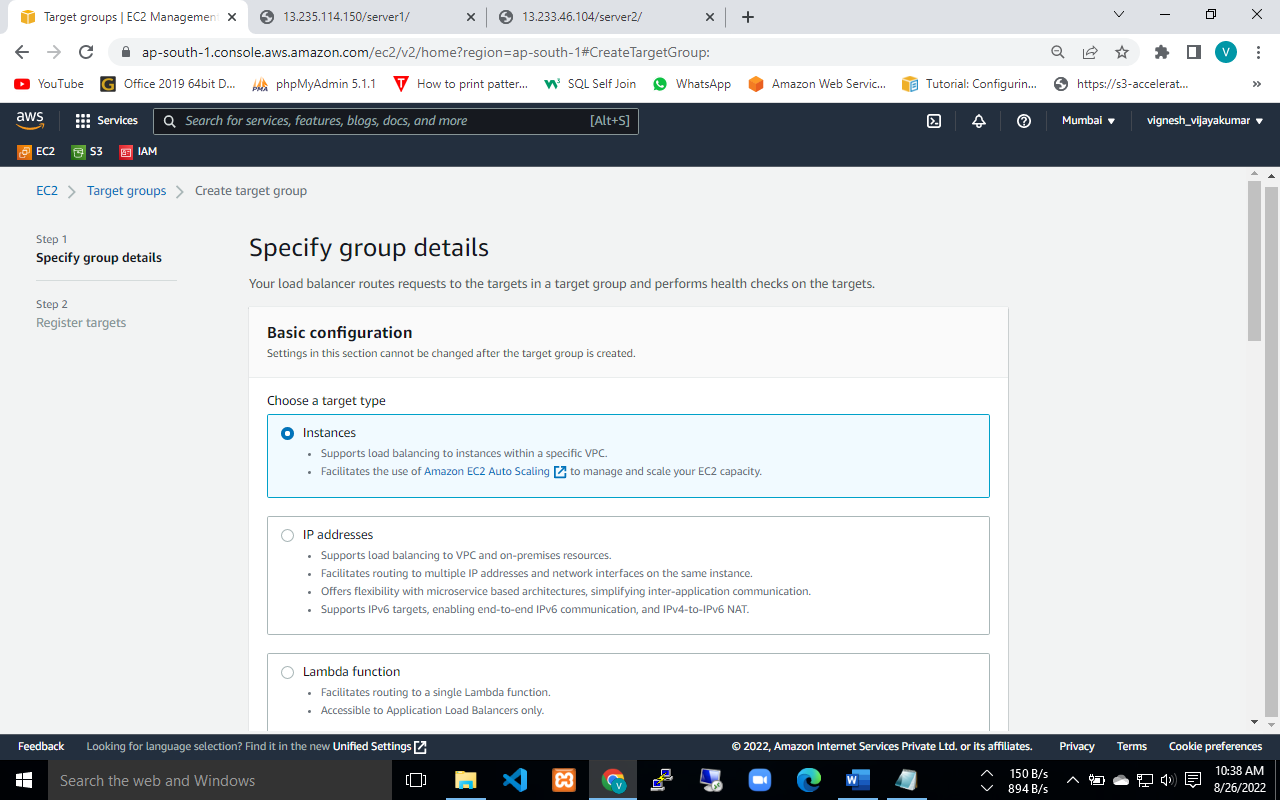 Target groups | EC2 Management
13.235.114.150/server1/
13.233.46.104/server2/
ap-south-1.console.aws.amazon.com/ec2/v2/home?region=ap-south-1#CreateTargetGroup:
V
YouTube
Office 2019 64bit D...
phpMyAdmin 5.1.1
How to print patter...
SQL Self Join
WhatsApp
Amazon Web Servic...
Tutorial: Configurin...
https://s3-accelerat...
»
aws
Services
Search for services, features, blogs, docs, and more
[Alt+S]
Mumbai
vignesh_vijayakumar
EC2
S3
IAM
EC2
Target groups
Create target group
Step 1
Specify group details
Step 2
Register targets
Specify group details
Your load balancer routes requests to the targets in a target group and performs health checks on the targets.
Basic configuration
Settings in this section cannot be changed after the target group is created.
Choose a target type
Instances
• Supports load balancing to instances within a specific VPC.
• Facilitates the use of Amazon EC2 Auto Scaling to manage and scale your EC2 capacity.
IP addresses
• Supports load balancing to VPC and on-premises resources.
• Facilitates routing to multiple IP addresses and network interfaces on the same instance.
• Offers flexibility with microservice based architectures, simplifying inter-application communication.
• Supports IPv6 targets, enabling end-to-end IPv6 communication, and IPv4-to-IPv6 NAT.
Lambda function
• Facilitates routing to a single Lambda function.
• Accessible to Application Load Balancers only.
Feedback
Looking for language selection? Find it in the new Unified Settings
© 2022, Amazon Internet Services Private Ltd. or its affiliates.
Privacy
Terms
Cookie preferences
Search the web and Windows
150 B/s
894 B/s
10:38 AM
8/26/2022